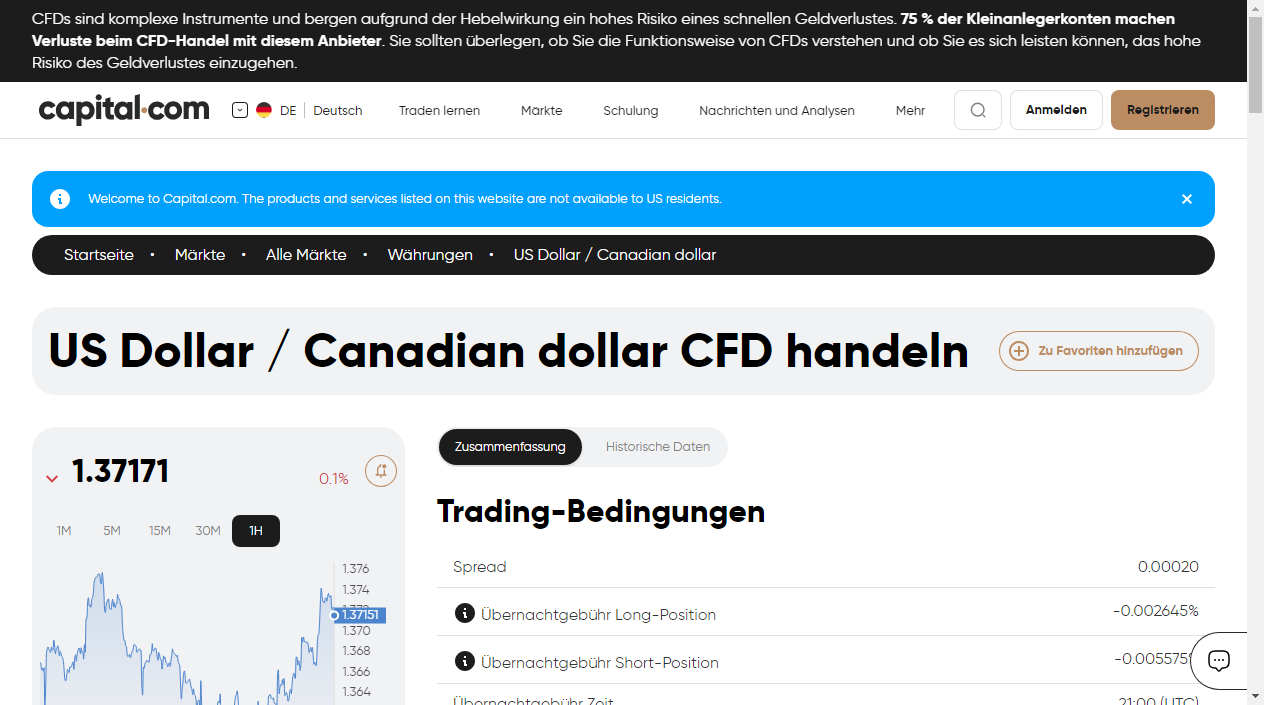 CFDs sind komplexe Instrumente und bergen aufgrund der Hebelwirkung ein hohes Risiko eines schnellen Geldverlustes. 75 % der Kleinanlegerkonten machen
Verluste beim CFD-Handel mit diesem Anbieter. Sie sollten überlegen, ob Sie die Funktionsweise von CFDs verstehen und ob Sie es sich leisten können, das hohe
Risiko des Geldverlustes einzugehen.
capital.com DE Deutsch Traden lernen Märkte Schulung Nachrichten und Analysen Mehr Anmelden Registrieren
Welcome to Capital.com. The products and services listed on this website are not available to US residents.
Startseite • Märkte • Alle Märkte • Währungen • US Dollar / Canadian dollar
US Dollar / Canadian dollar CFD handeln
Zu Favoriten hinzufügen
1.37171
0.1%
1M 5M 15M 30M 1H
1.376
1.374
1.37151
1.370
1.368
1.366
1.364
Zusammenfassung Historische Daten
Trading-Bedingungen
Spread 0.00020
Übernachtgebühr Long-Position -0.002645%
Übernachtgebühr Short-Position -0.005575%
Übernachtgebühr Zeit 21:00 (UTC)